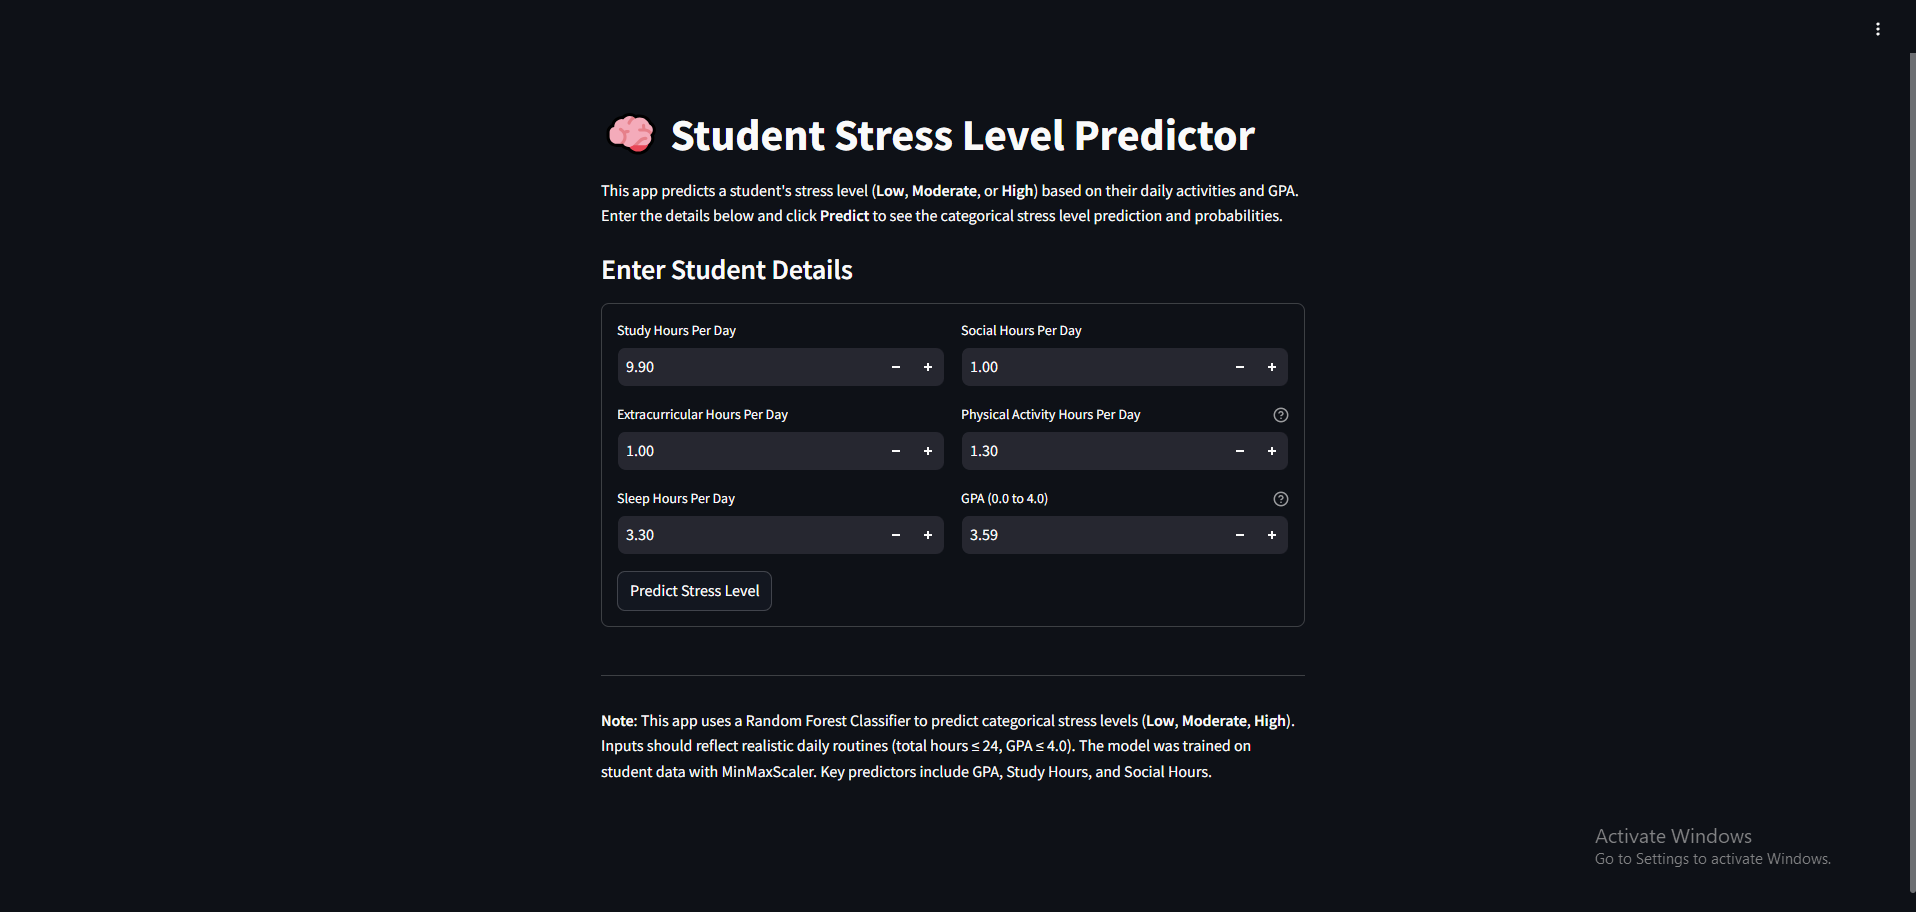 Student Stress Level Predictor
This app predicts a student's stress level (Low, Moderate, or High) based on their daily activities and GPA.
Enter the details below and click Predict to see the categorical stress level prediction and probabilities.
Enter Student Details
Study Hours Per Day
9.90
Social Hours Per Day
1.00
Extracurricular Hours Per Day
1.00
Physical Activity Hours Per Day
1.30
Sleep Hours Per Day
3.30
GPA (0.0 to 4.0)
3.59
Predict Stress Level
Note: This app uses a Random Forest Classifier to predict categorical stress levels (Low, Moderate, High).
Inputs should reflect realistic daily routines (total hours ≤ 24, GPA ≤ 4.0). The model was trained on
student data with MinMaxScaler. Key predictors include GPA, Study Hours, and Social Hours.
Activate Windows
Go to Settings to activate Windows.